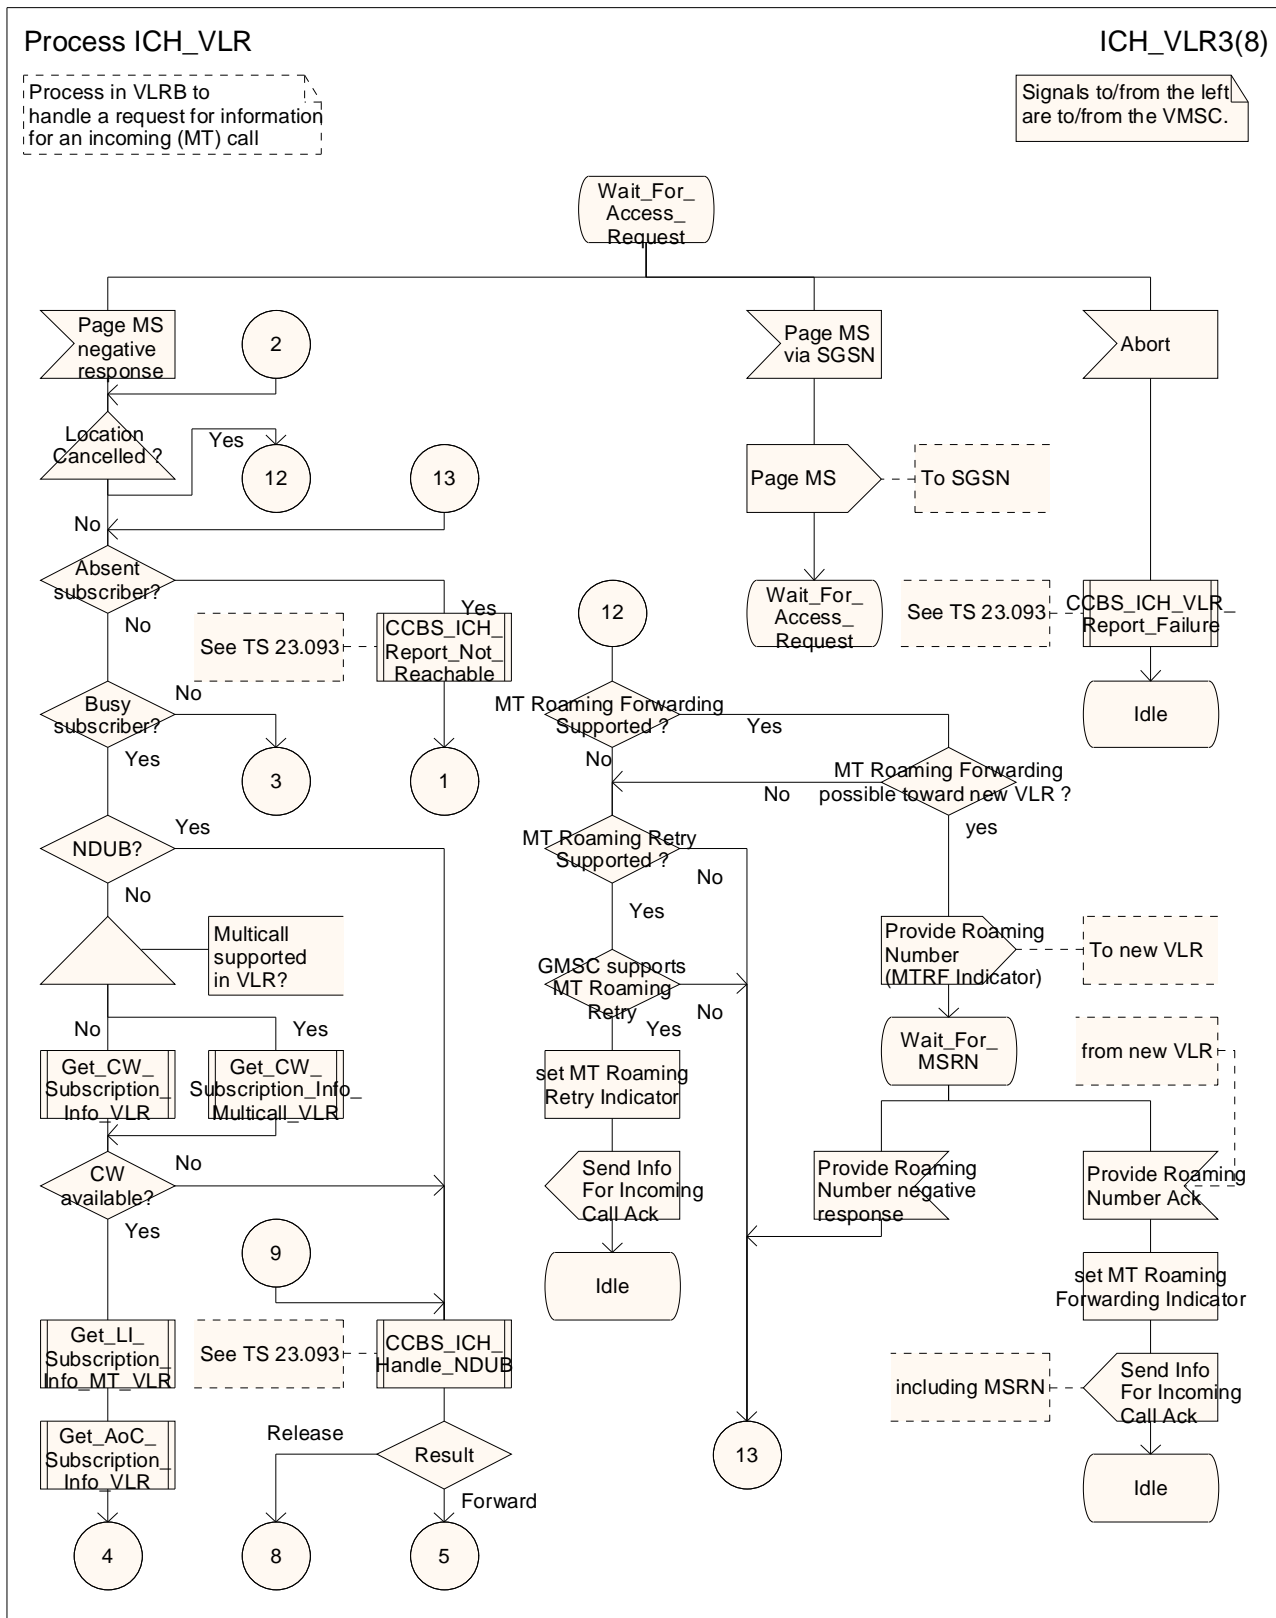 Process ICH_VLR
ICH_VLR3(8)
Process in VLRB to
handle a request for information
for an incoming (MT) call
Signals to/from the left
are to/from the VMSC.
Wait_For_
Access_
Request
Page MS
negative
response
2
Page MS
via SGSN
Abort
Location
Cancelled ?
Yes
12
13
Page MS
To SGSN
No
Absent
subscriber?
Yes
No
See TS 23.093
CCBS_ICH_
Report_Not_
Reachable
12
Wait_For_
Access_
Request
See TS 23.093
CCBS_ICH_VLR_
Report_Failure
Busy
subscriber?
No
Yes
3
1
MT Roaming Forwarding
Supported ?
Yes
No
Idle
MT Roaming Forwarding
possible toward new VLR ?
No
yes
NDUB?
Yes
No
MT Roaming Retry
Supported ?
No
Yes
Multicall
supported
in VLR?
GMSC supports
MT Roaming
Retry
No
Yes
Provide Roaming
Number
(MTRF Indicator)
To new VLR
No
Yes
Get_CW_
Subscription_
Info_VLR
Get_CW_
Subscription_Info_
Multicall_VLR
set MT Roaming
Retry Indicator
Wait_For_
MSRN
from new VLR
CW
available?
No
Yes
Send Info
For Incoming
Call Ack
Provide Roaming
Number negative
response
Provide Roaming
Number Ack
9
Idle
set MT Roaming
Forwarding Indicator
Get_LI_
Subscription_
Info_MT_VLR
See TS 23.093
CCBS_ICH_
Handle_NDUB
including MSRN
Send Info
For Incoming
Call Ack
Get_AoC_
Subscription_
Info_VLR
Release
Result
Forward
13
Idle
4
8
5